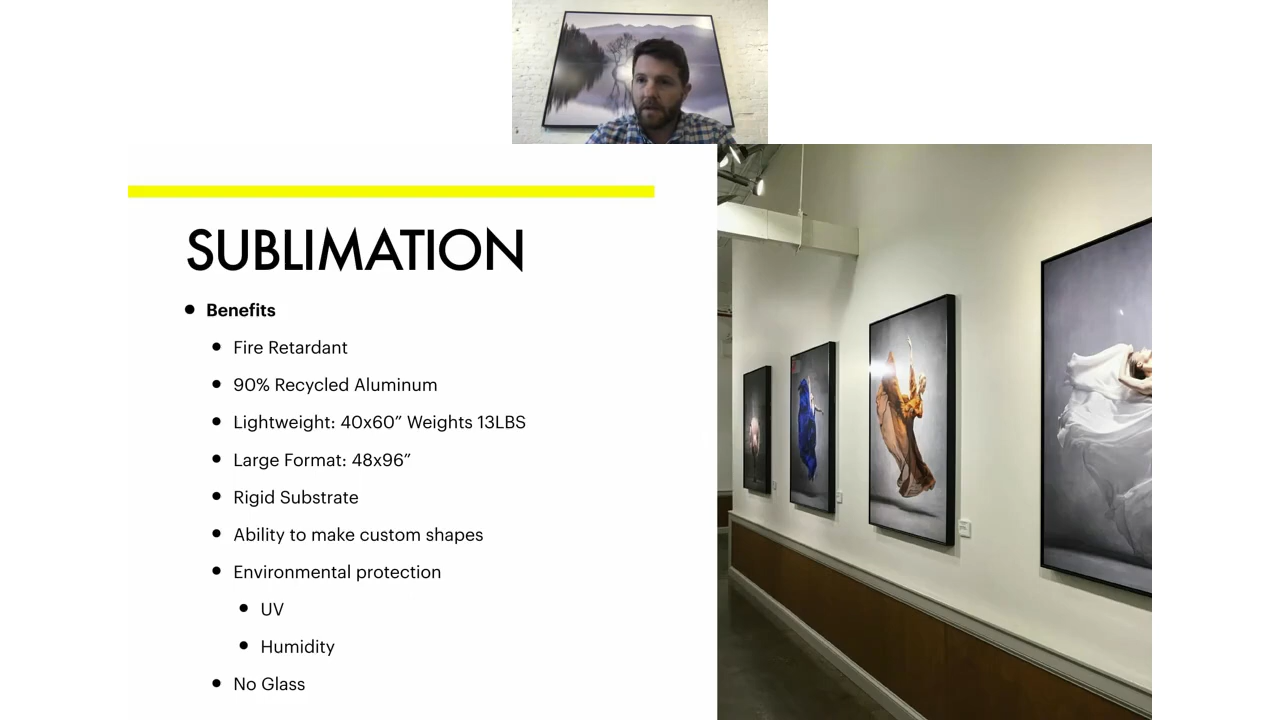 SUBLIMATION
Benefits
Fire Retardant
90% Recycled Aluminum
Lightweight: 40x60” Weights 13LBS
Large Format: 48x96”
Rigid Substrate
Ability to make custom shapes
Environmental protection
UV
Humidity
No Glass